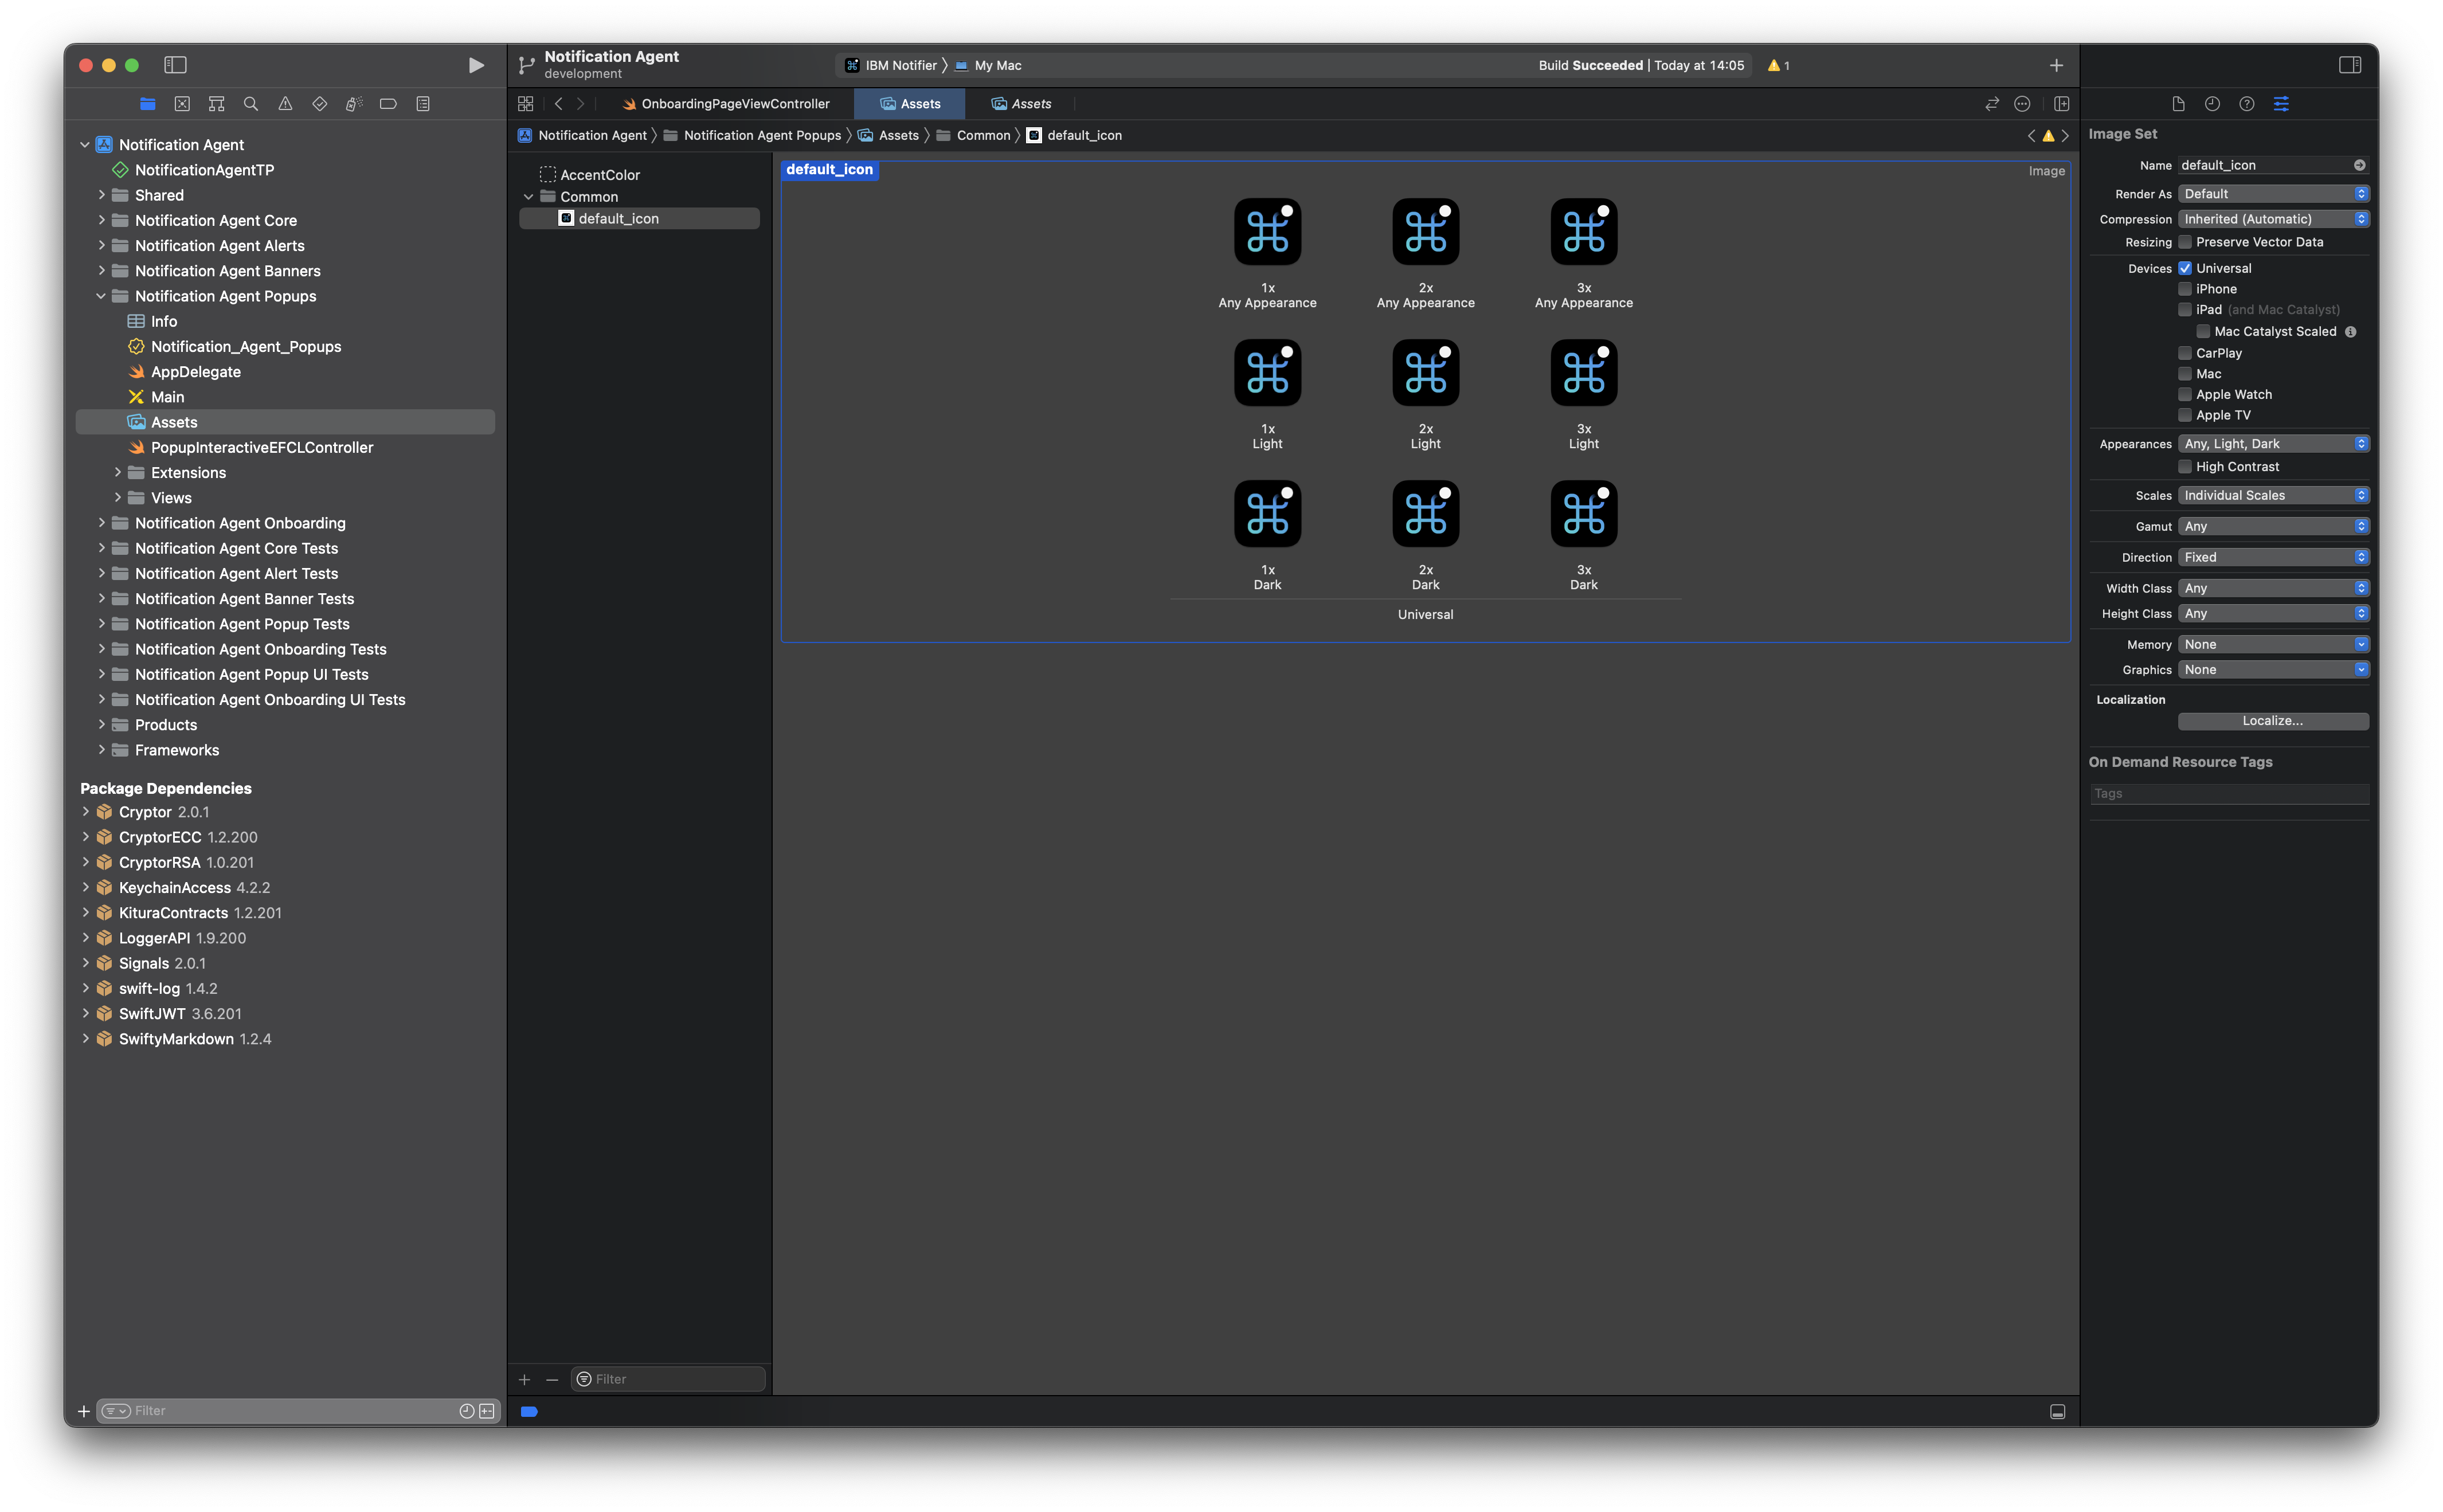 Notification Agent
development
IBM Notifier
My Mac
Build Succeeded | Today at 14:05
1
OnboardingPageViewController
Assets
Assets
Notification Agent
Notification Agent Popups
Assets
Common
default_icon
Notification Agent
NotificationAgentTP
Shared
Notification Agent Core
Notification Agent Alerts
Notification Agent Banners
Notification Agent Popups
Info
Notification_Agent_Popups
AppDelegate
Main
Assets
PopupInteractiveEFCLController
Extensions
Views
Notification Agent Onboarding
Notification Agent Core Tests
Notification Agent Alert Tests
Notification Agent Banner Tests
Notification Agent Popup Tests
Notification Agent Onboarding Tests
Notification Agent Popup UI Tests
Notification Agent Onboarding UI Tests
Products
Frameworks
Package Dependencies
Cryptor 2.0.1
CryptorECC 1.2.200
CryptorRSA 1.0.201
KeychainAccess 4.2.2
KituraContracts 1.2.201
LoggerAPI 1.9.200
Signals 2.0.1
swift-log 1.4.2
SwiftJWT 3.6.201
SwiftyMarkdown 1.2.4
Filter
AccentColor
Common
default_icon
Filter
default_icon
Image
1x
Any Appearance
2x
Any Appearance
3x
Any Appearance
1x
Light
2x
Light
3x
Light
1x
Dark
2x
Dark
3x
Dark
Universal
Image Set
Name default_icon
Render As Default
Compression Inherited (Automatic)
Resizing Preserve Vector Data
Devices Universal
iPhone
iPad (and Mac Catalyst)
Mac Catalyst Scaled
CarPlay
Mac
Apple Watch
Apple TV
Appearances Any, Light, Dark
High Contrast
Scales Individual Scales
Gamut Any
Direction Fixed
Width Class Any
Height Class Any
Memory None
Graphics None
Localization
Localize...
On Demand Resource Tags
Tags